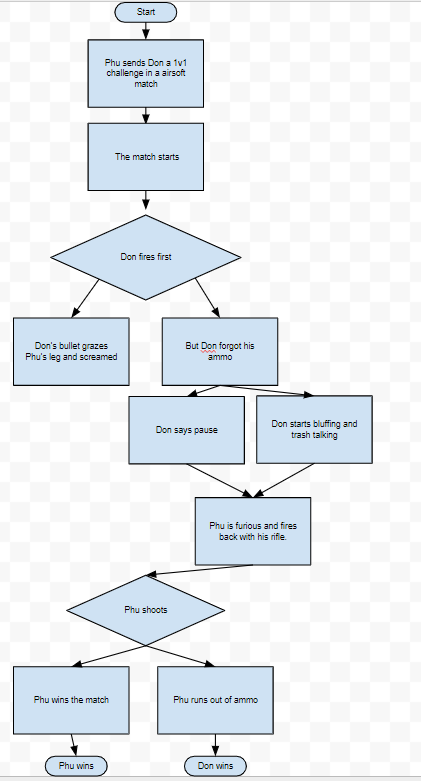 Start
Phu sends Don a 1v1
challenge in a airsoft
match
The match starts
Don fires first
Don's bullet grazes
Phu's leg and screamed
But Don forgot his
ammo
Don says pause
Don starts bluffing and
trash talking
Phu is furious and fires
back with his rifle.
Phu shoots
Phu wins the match
Phu runs out of ammo
Phu wins
Don wins